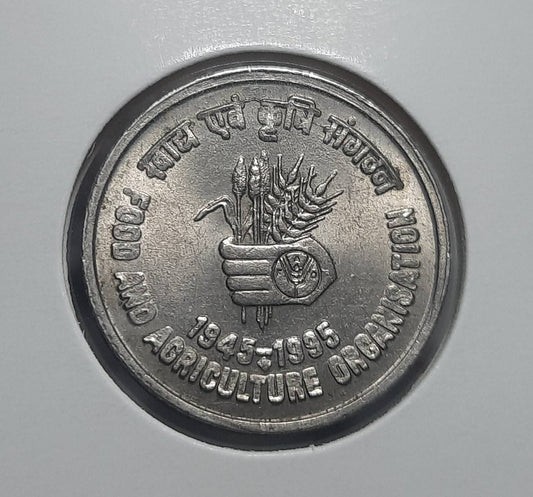 खाद्य एवं कृषि संगठन
1945 1995
FOOD AND AGRICULTURE ORGANISATION